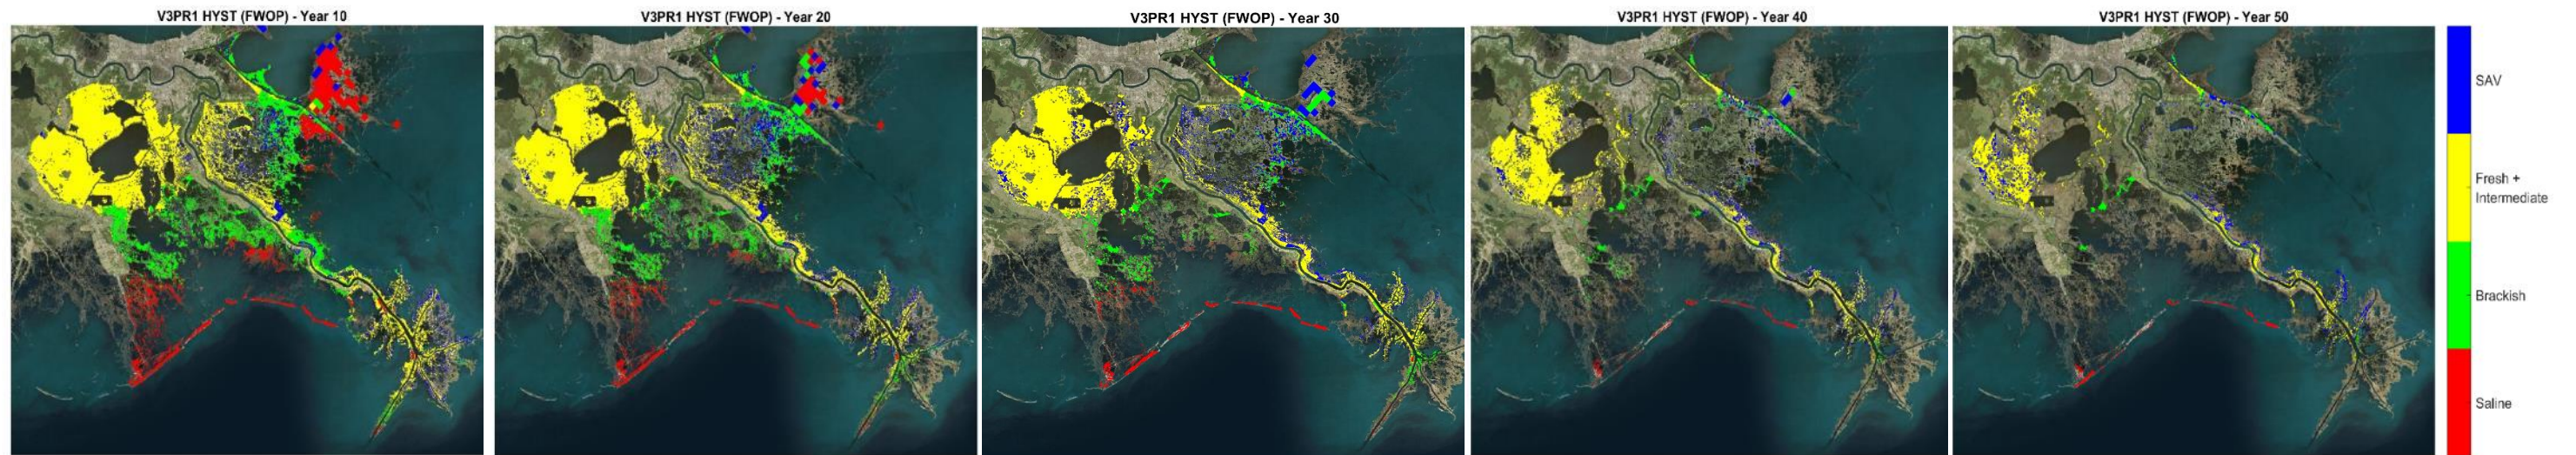 V3PR1 HYST (FWOP) - Year 10
V3PR1 HYST (FWOP) - Year 20
V3PR1 HYST (FWOP) - Year 30
V3PR1 HYST (FWOP) - Year 40
V3PR1 HYST (FWOP) - Year 50
SAV
Fresh +
Intermediate
Brackish
Saline